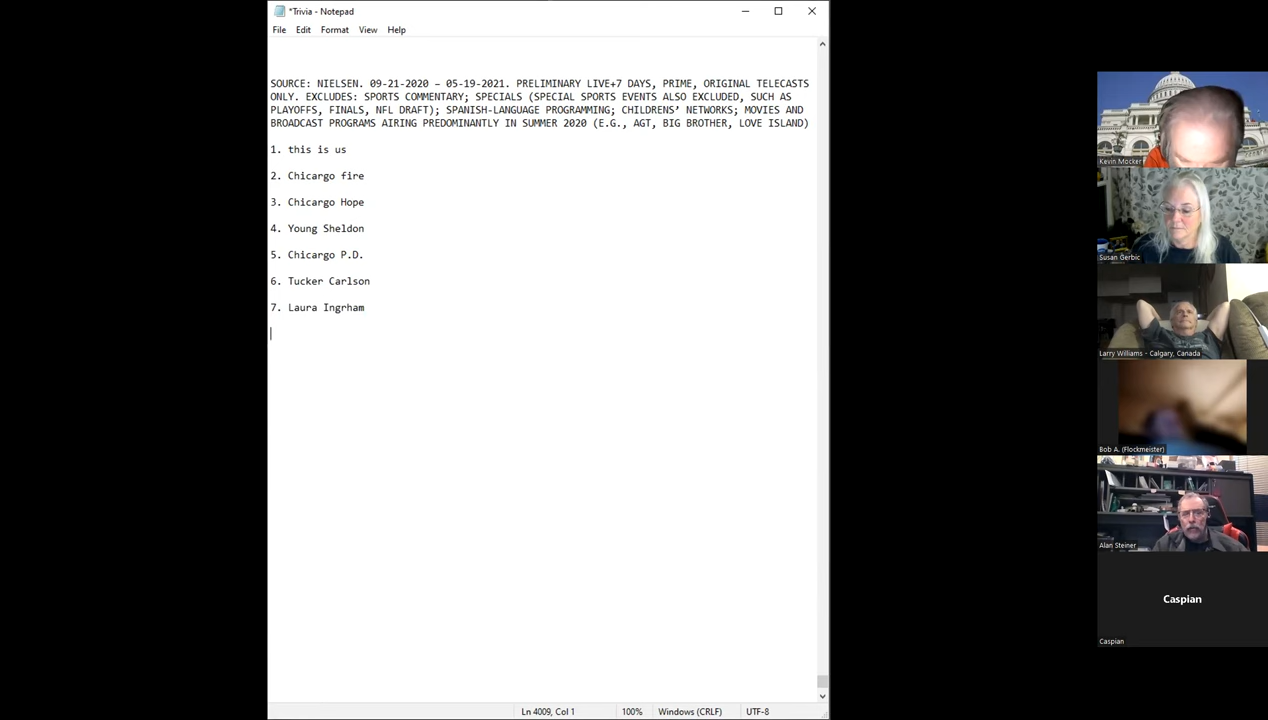 *Trivia - Notepad
File Edit Format View Help
SOURCE: NIELSEN. 09-21-2020 – 05-19-2021. PRELIMINARY LIVE+7 DAYS, PRIME, ORIGINAL TELECASTS
ONLY. EXCLUDES: SPORTS COMMENTARY; SPECIALS (SPECIAL SPORTS EVENTS ALSO EXCLUDED, SUCH AS
PLAYOFFS, FINALS, NFL DRAFT); SPANISH-LANGUAGE PROGRAMMING; CHILDRENS’ NETWORKS; MOVIES AND
BROADCAST PROGRAMS AIRING PREDOMINANTLY IN SUMMER 2020 (E.G., AGT, BIG BROTHER, LOVE ISLAND)
1. this is us
2. Chicargo fire
3. Chicargo Hope
4. Young Sheldon
5. Chicargo P.D.
6. Tucker Carlson
7. Laura Ingrham
Ln 4009, Col 1 100% Windows (CRLF) UTF-8
Kevin Mocker
Susan Gerbic
Larry Williams - Calgary, Canada
Bob A. (Flockmeister)
Alan Steiner
Caspian
Caspian